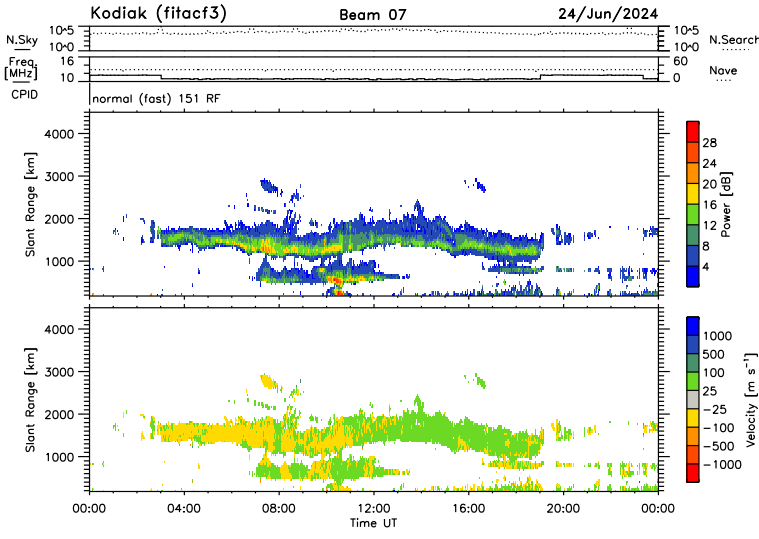 Kodiak (fitacf3) Beam 07 24/Jun/2024
N.Sky 10^5 10^0 10^5 10^0 N.Search
Freq. [MHz] 16 10 60 0 Nave
CPID normal (fast) 151 RF
Slant Range [km] 4000 3000 2000 1000
Power [dB] 28 24 20 16 12 8 4
Slant Range [km] 4000 3000 2000 1000
Velocity [m s^-1] 1000 500 100 25 -25 -100 -500 -1000
00:00 04:00 08:00 12:00 16:00 20:00 00:00
Time UT